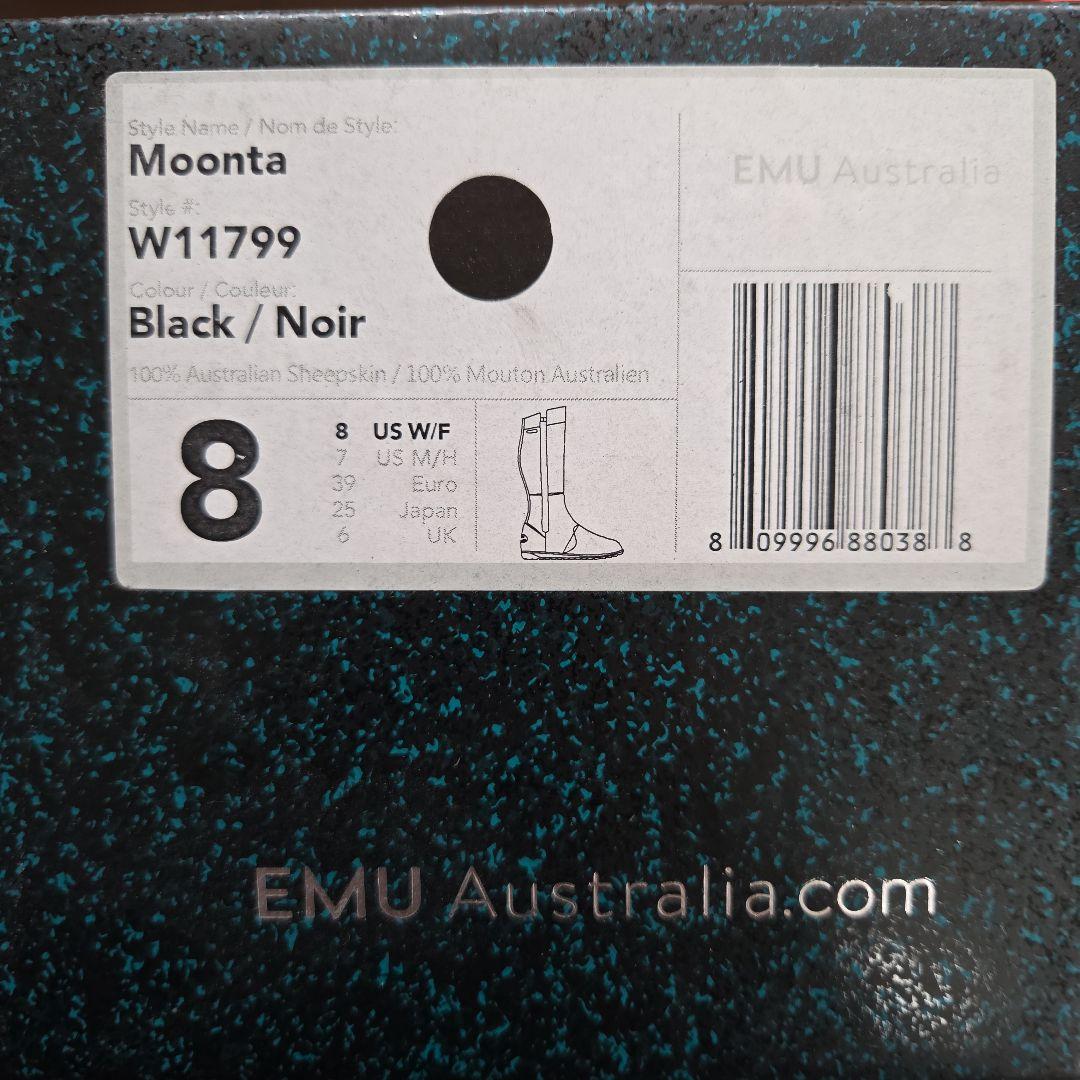 Style Name / Nom de Style:
Moonta
Style #:
W11799
Colour / Couleur:
Black / Noir
100% Australian Sheepskin / 100% Mouton Australien
8
8 US W/F
7 US M/H
39 Euro
25 Japan
6 UK
EMU Australia
8 09996 88038 8
EMU Australia.com